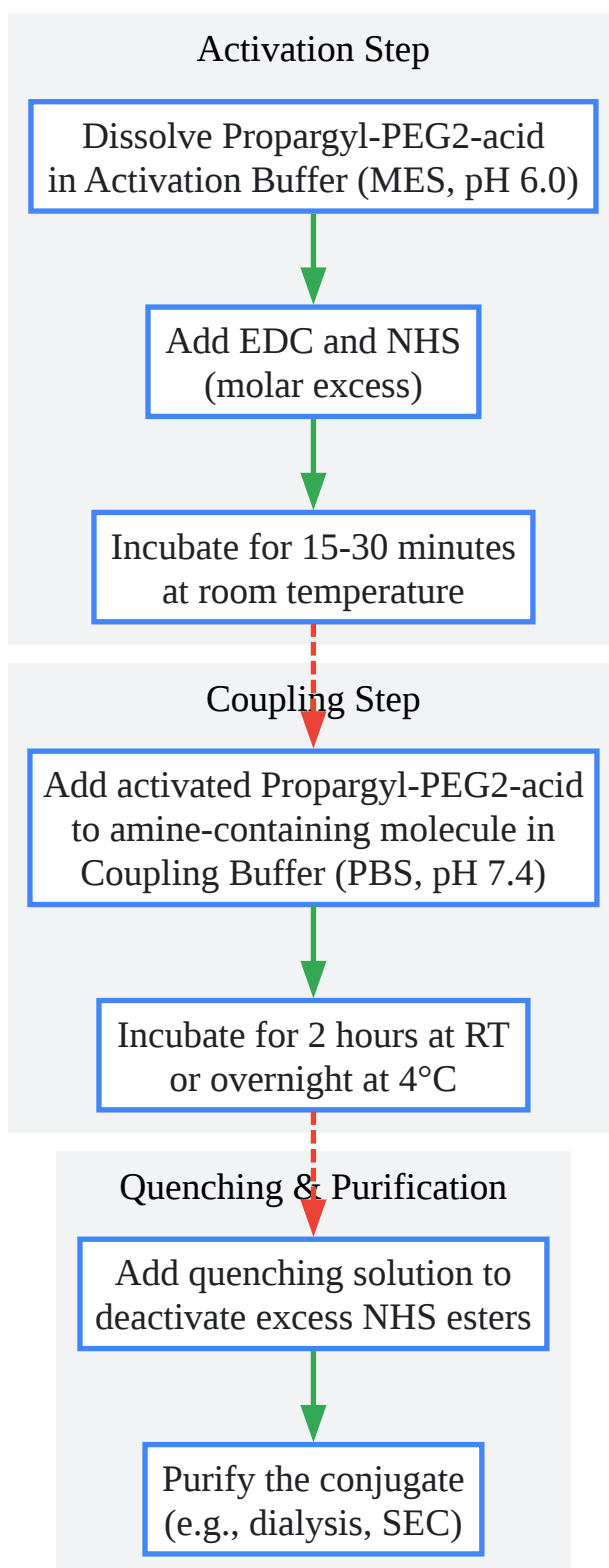 Activation Step
Dissolve Propargyl-PEG2-acid
in Activation Buffer (MES, pH 6.0)
Add EDC and NHS
(molar excess)
Incubate for 15-30 minutes
at room temperature
Coupling Step
Add activated Propargyl-PEG2-acid
to amine-containing molecule in
Coupling Buffer (PBS, pH 7.4)
Incubate for 2 hours at RT
or overnight at 4°C
Quenching & Purification
Add quenching solution to
deactivate excess NHS esters
Purify the conjugate
(e.g., dialysis, SEC)